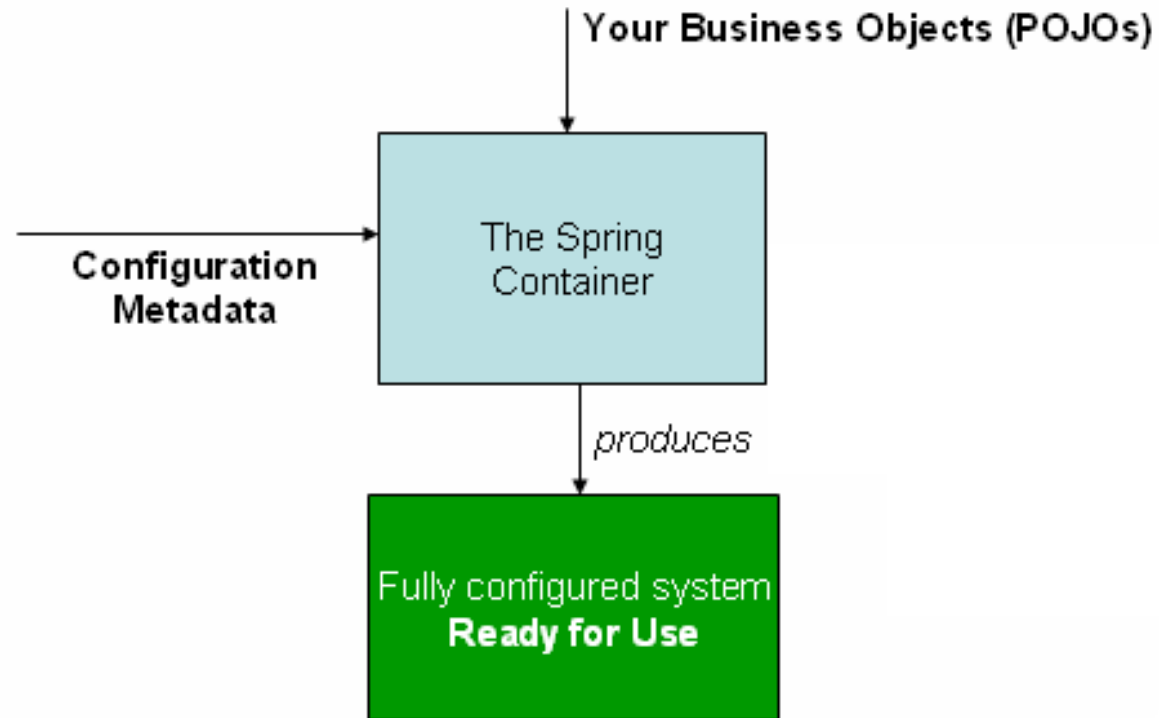 Your Business Objects (POJOs)
The Spring
Container
Configuration
Metadata
produces
Fully configured system
Ready for Use